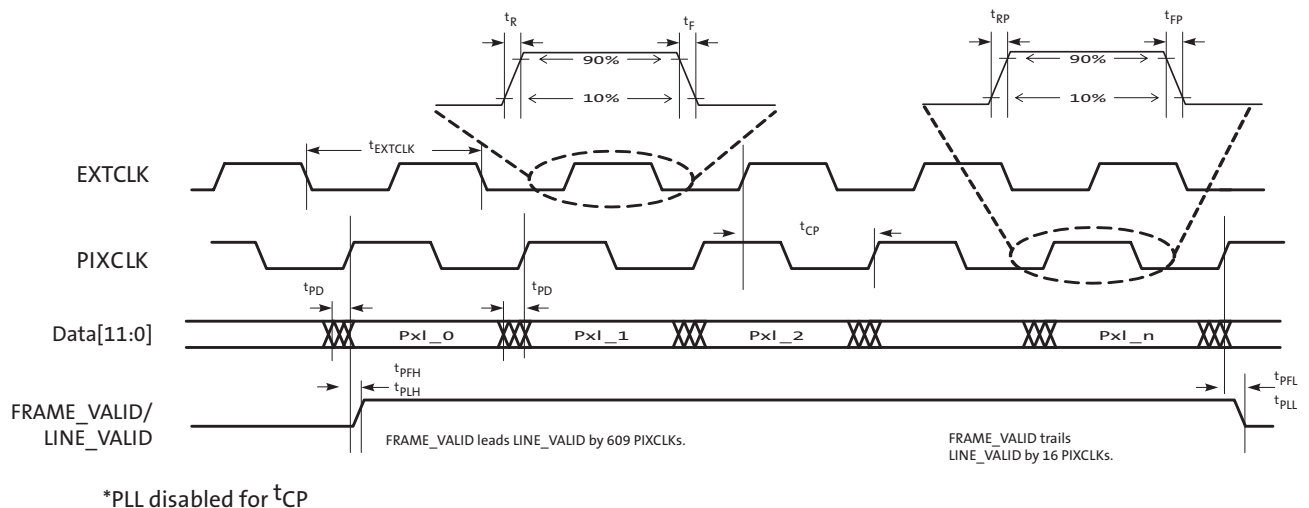 tR
tF
tRP
tFP
90%
90%
10%
10%
tEXTCLK
EXTCLK
tCP
PIXCLK
tPD
tPD
Data[11:0]
Pxl_0
Pxl_1
Pxl_2
Pxl_n
tPFH
tPLH
tPFL
tPLL
FRAME_VALID/
LINE_VALID
FRAME_VALID leads LINE_VALID by 609 PIXCLKs.
FRAME_VALID trails
LINE_VALID by 16 PIXCLKs.
*PLL disabled for tCP